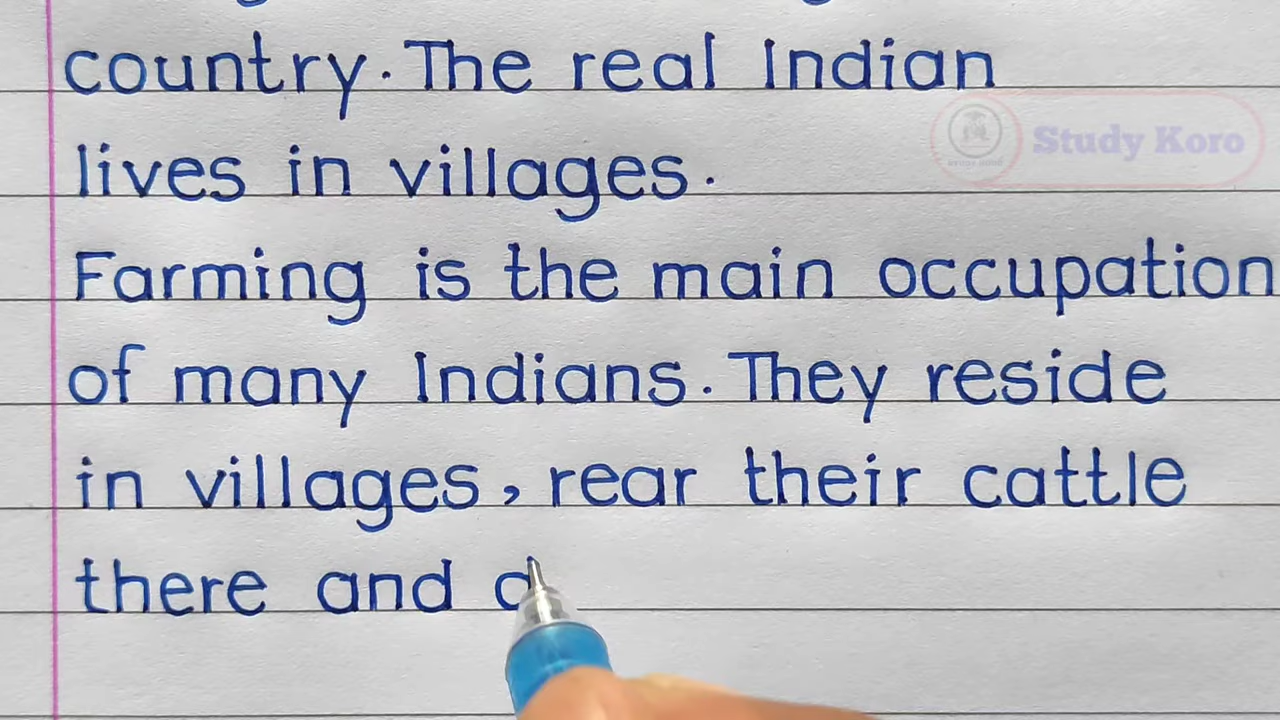 country. The real Indian
Study Koro
lives in villages.
Farming is the main occupation
of many Indians. They reside
in villages, rear their cattle
there and